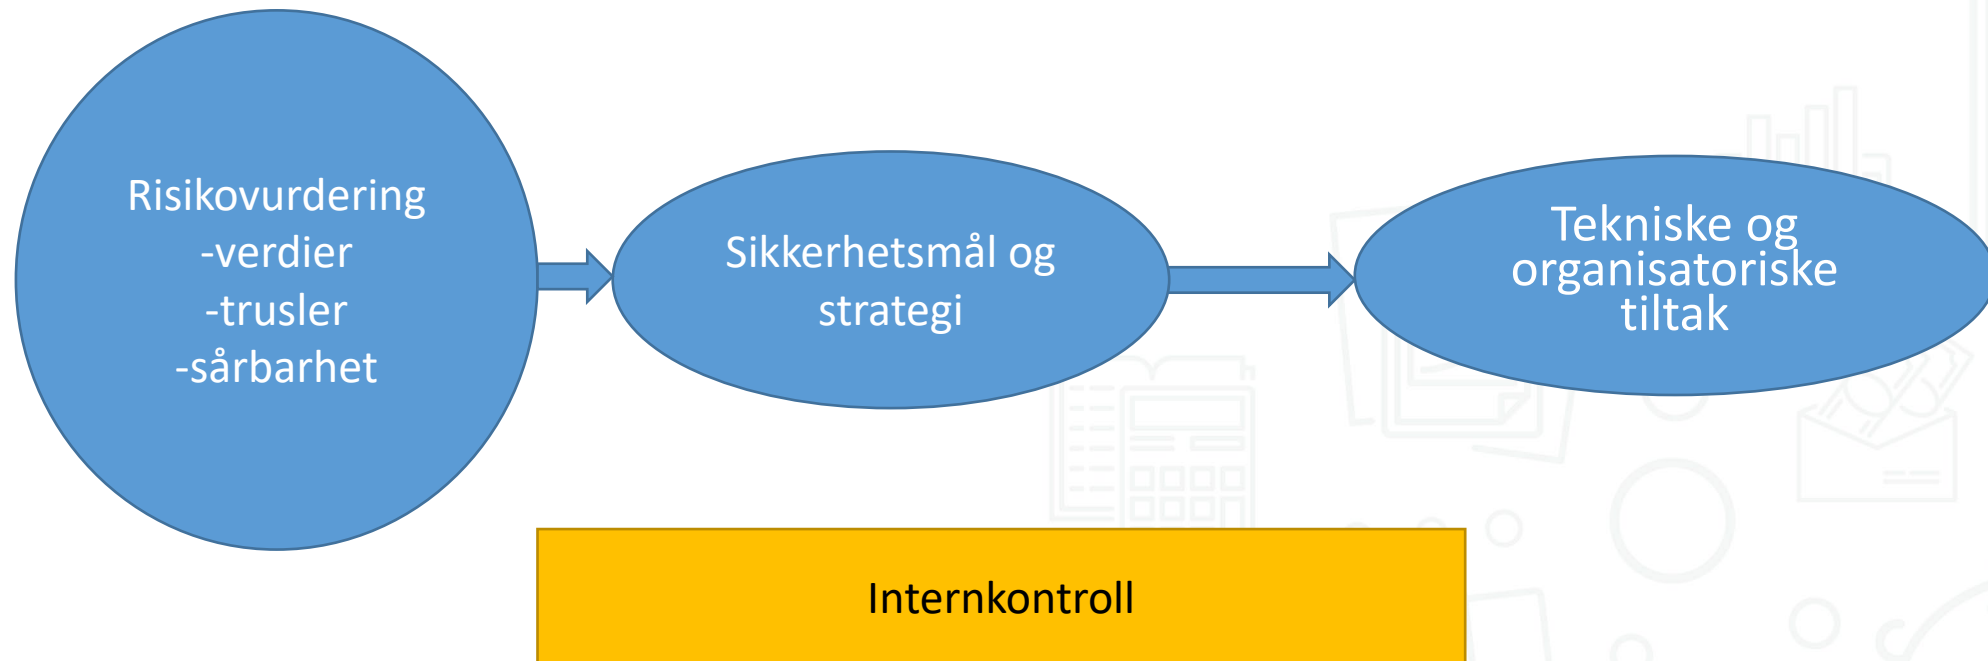 Risikovurdering
-verdier
-trusler
-sårbarhet
Sikkerhetsmål og
strategi
Tekniske og
organisatoriske
tiltak
Internkontroll